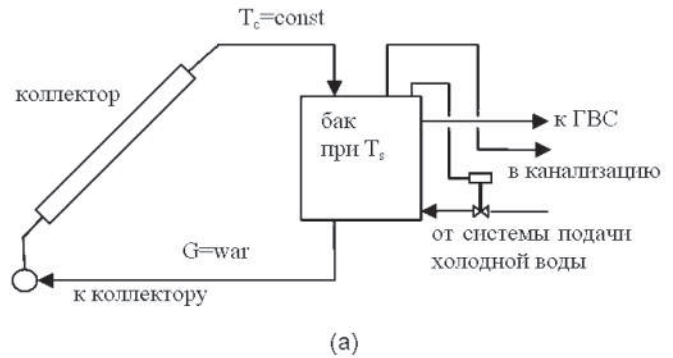 T_c=const
коллектор
бак
при T_s
к ГВС
в канализацию
от системы подачи
холодной воды
G=war
к коллектору
(а)